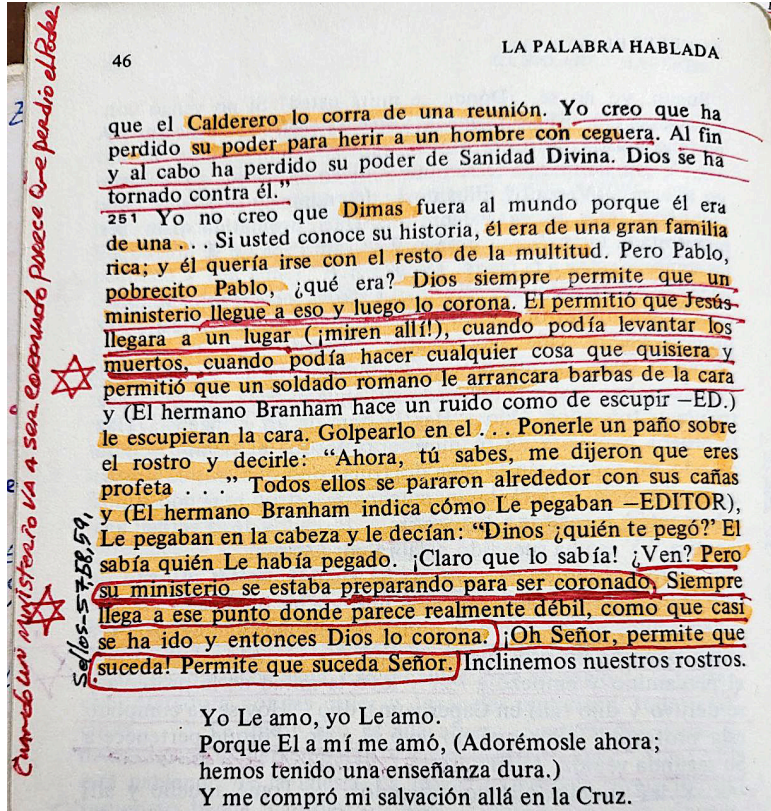 46
LA PALABRA HABLADA
que el Calderero lo corra de una reunión. Yo creo que ha
perdido su poder para herir a un hombre con ceguera. Al fin
y al cabo ha perdido su poder de Sanidad Divina. Dios se ha
tornado contra él.”
251 Yo no creo que Dimas fuera al mundo porque él era
de una . . . Si usted conoce su historia, él era de una gran familia
rica; y él quería irse con el resto de la multitud. Pero Pablo,
pobrecito Pablo, ¿qué era? Dios siempre permite que un
ministerio llegue a eso y luego lo corona. El permitió que Jesús
llegara a un lugar (¡miren allí!), cuando podía levantar los
muertos, cuando podía hacer cualquier cosa que quisiera y
permitió que un soldado romano le arrancara barbas de la cara
y (El hermano Branham hace un ruido como de escupir —ED.)
le escupieran la cara. Golpearlo en el . . . Ponerle un paño sobre
el rostro y decirle: “Ahora, tú sabes, me dijeron que eres
profeta . . .” Todos ellos se pararon alrededor con sus cañas
y (El hermano Branham indica cómo Le pegaban —EDITOR),
Le pegaban en la cabeza y le decían: “Dinos ¿quién te pegó?” El
sabía quién Le había pegado. ¡Claro que lo sabía! ¿Ven? Pero
su ministerio se estaba preparando para ser coronado. Siempre
llega a ese punto donde parece realmente débil, como que casi
se ha ido y entonces Dios lo corona. ¡Oh Señor, permite que
suceda! Permite que suceda Señor. Inclinemos nuestros rostros.
Yo Le amo, yo Le amo.
Porque El a mí me amó, (Adorémosle ahora;
hemos tenido una enseñanza dura.)
Y me compró mi salvación allá en la Cruz.
Cuando un Ministerio va a ser coronado parece que perdio el Poder
Sellos-57,58,59,